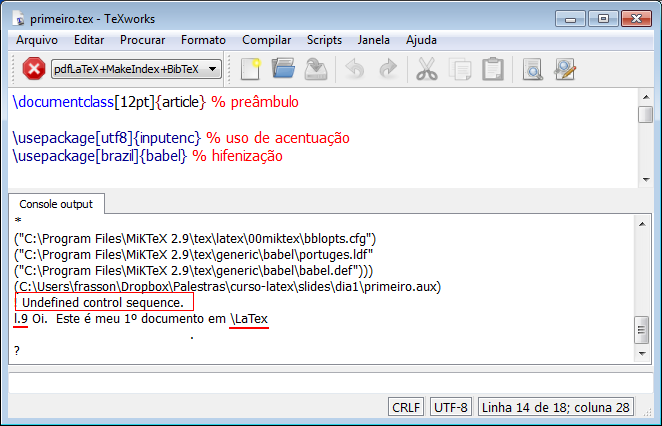 primeiro.tex - TeXworks
Arquivo Editar Procurar Formato Compilar Scripts Janela Ajuda
pdfLaTeX+MakeIndex+BibTeX
\documentclass[12pt]{article} % preâmbulo
\usepackage[utf8]{inputenc} % uso de acentuação
\usepackage[brazil]{babel} % hifenização
Console output
*
("C:\Program Files\MiKTeX 2.9\tex\latex\00miktex\bblopts.cfg")
("C:\Program Files\MiKTeX 2.9\tex\generic\babel\portuges.ldf"
("C:\Program Files\MiKTeX 2.9\tex\generic\babel\babel.def")))
(C:\Users\frasson\Dropbox\Palestras\curso-latex\slides\dia1\primeiro.aux)
! Undefined control sequence.
l.9 Oi. Este é meu 1º documento em \LaTex
.
?
CRLF UTF-8 Linha 14 de 18; coluna 28